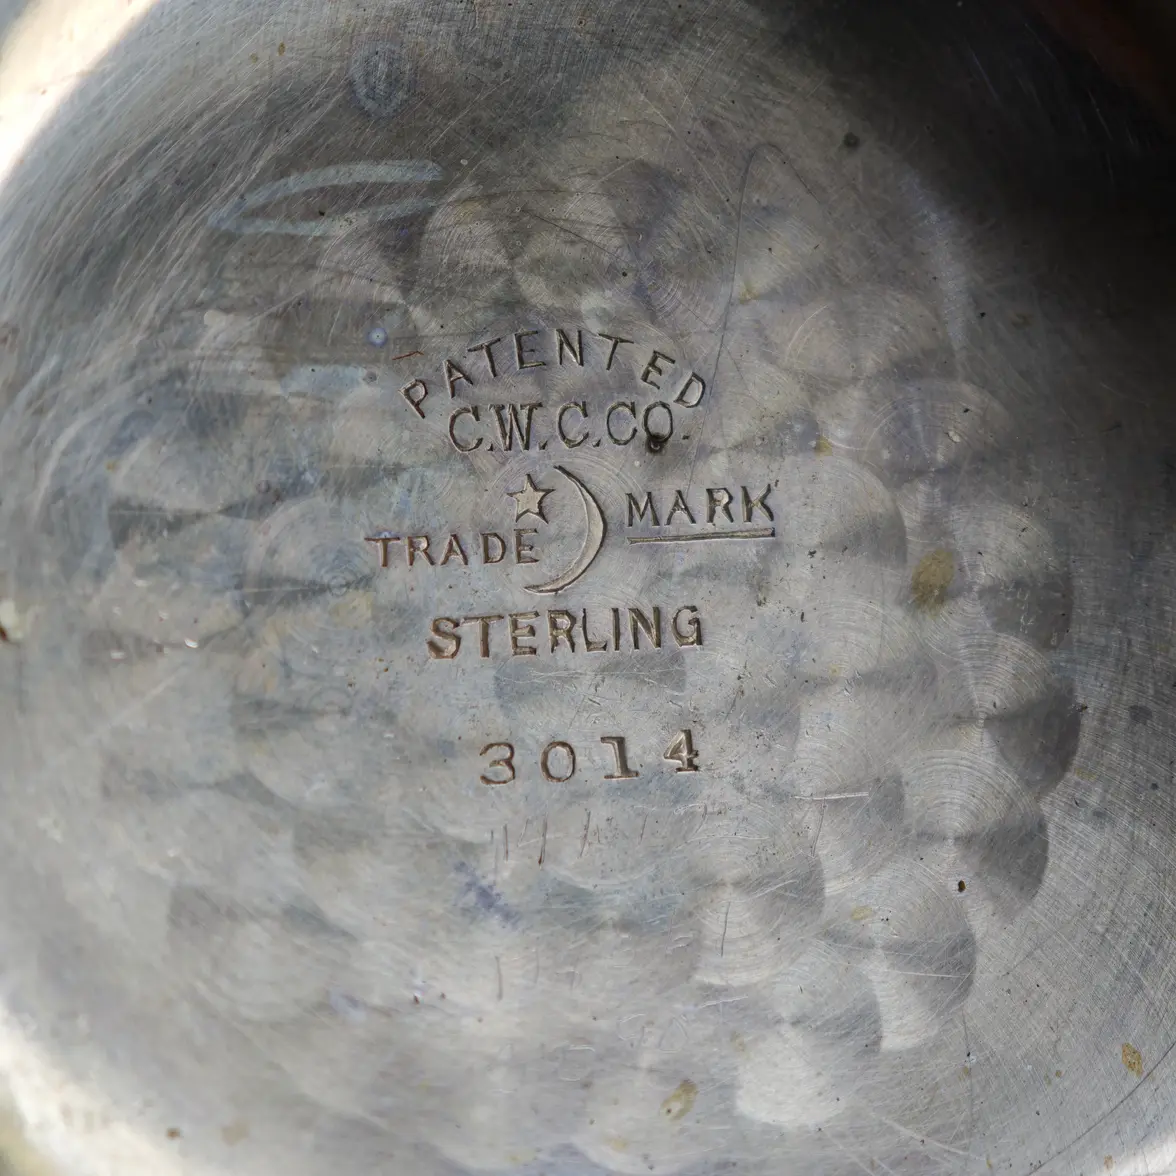 PATENTED
C.W.C.CO.
TRADE MARK
STERLING
3014